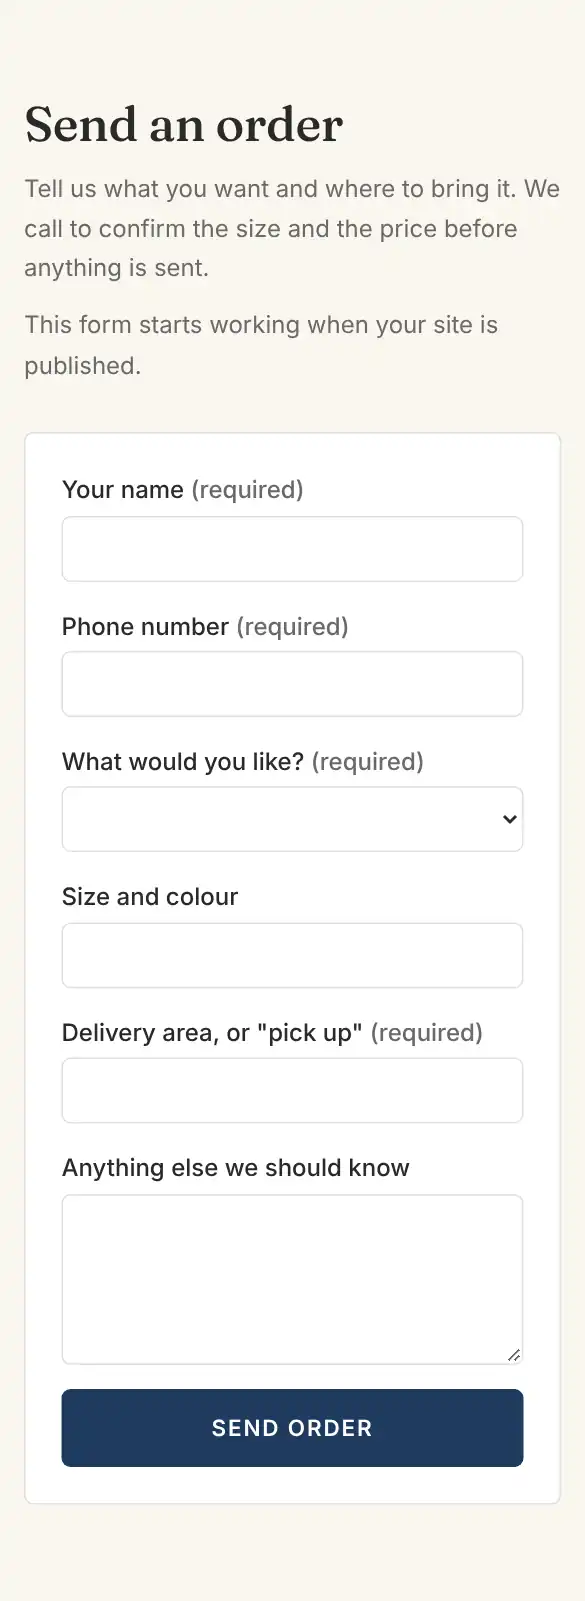 Send an order
Tell us what you want and where to bring it. We
call to confirm the size and the price before
anything is sent.
This form starts working when your site is
published.
Your name (required)
Phone number (required)
What would you like? (required)
Size and colour
Delivery area, or "pick up" (required)
Anything else we should know
SEND ORDER